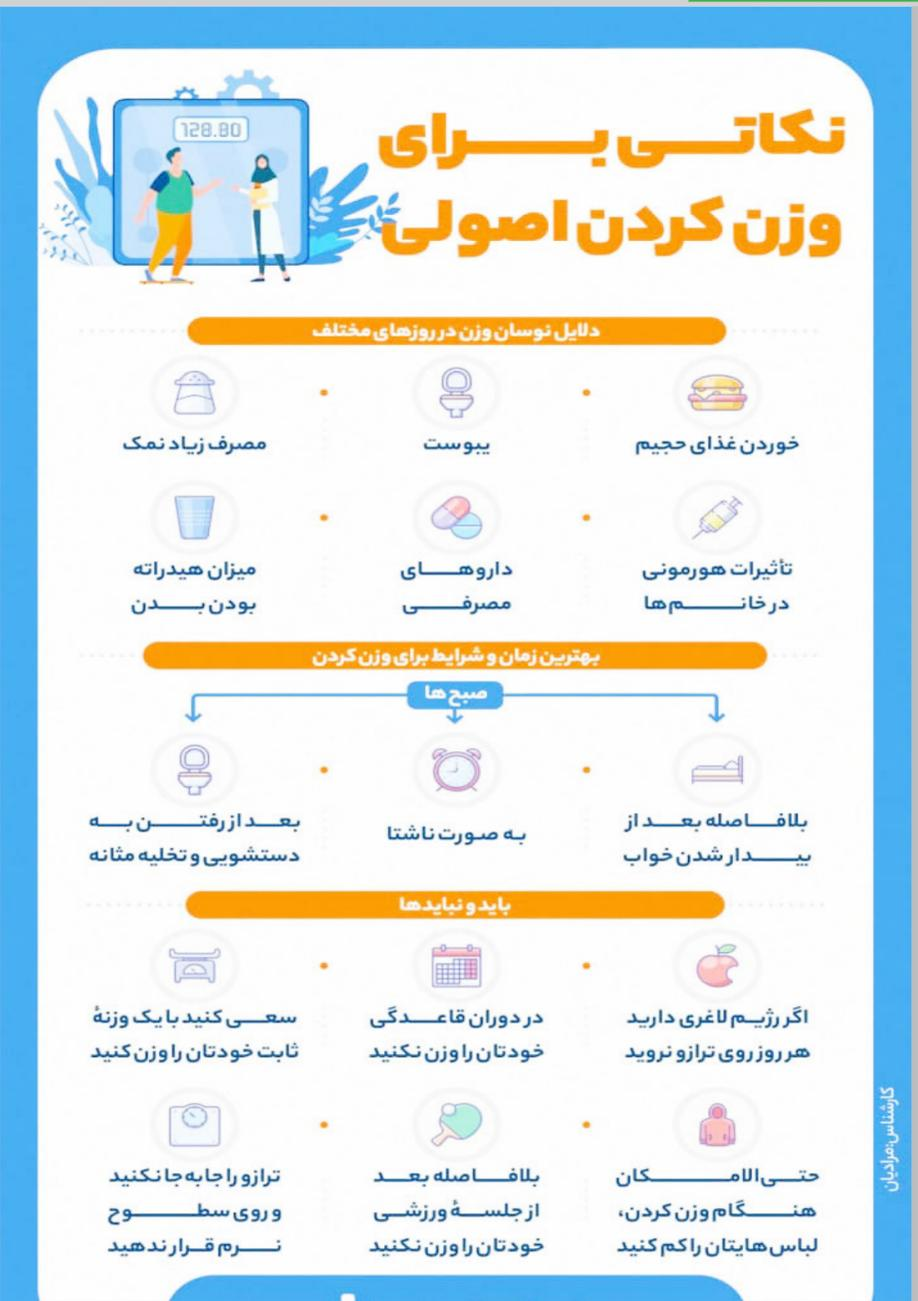 128.80
نکاتی برای
وزن کردن اصولی
دلایل نوسان وزن در روزهای مختلف
خوردن غذای حجیم
یبوست
مصرف زیاد نمک
تأثیرات هورمونی
در خانم‌ها
داروهای
مصرفی
میزان هیدراته
بودن بدن
بهترین زمان و شرایط برای وزن کردن
صبح‌ها
بلافاصله بعد از
بیدار شدن خواب
به صورت ناشتا
بعد از رفتن به
دستشویی و تخلیه مثانه
باید و نبایدها
اگر رژیم لاغری دارید
هر روز روی ترازو نروید
در دوران قاعدگی
خودتان را وزن نکنید
سعی کنید با یک وزنهٔ
ثابت خودتان را وزن کنید
حتی‌الامکان
هنگام وزن کردن،
لباس‌هایتان را کم کنید
بلافاصله بعد
از جلسهٔ ورزشی
خودتان را وزن نکنید
ترازو را جابه‌جا نکنید
و روی سطوح
نرم قرار ندهید
کارشناس:مرادیان